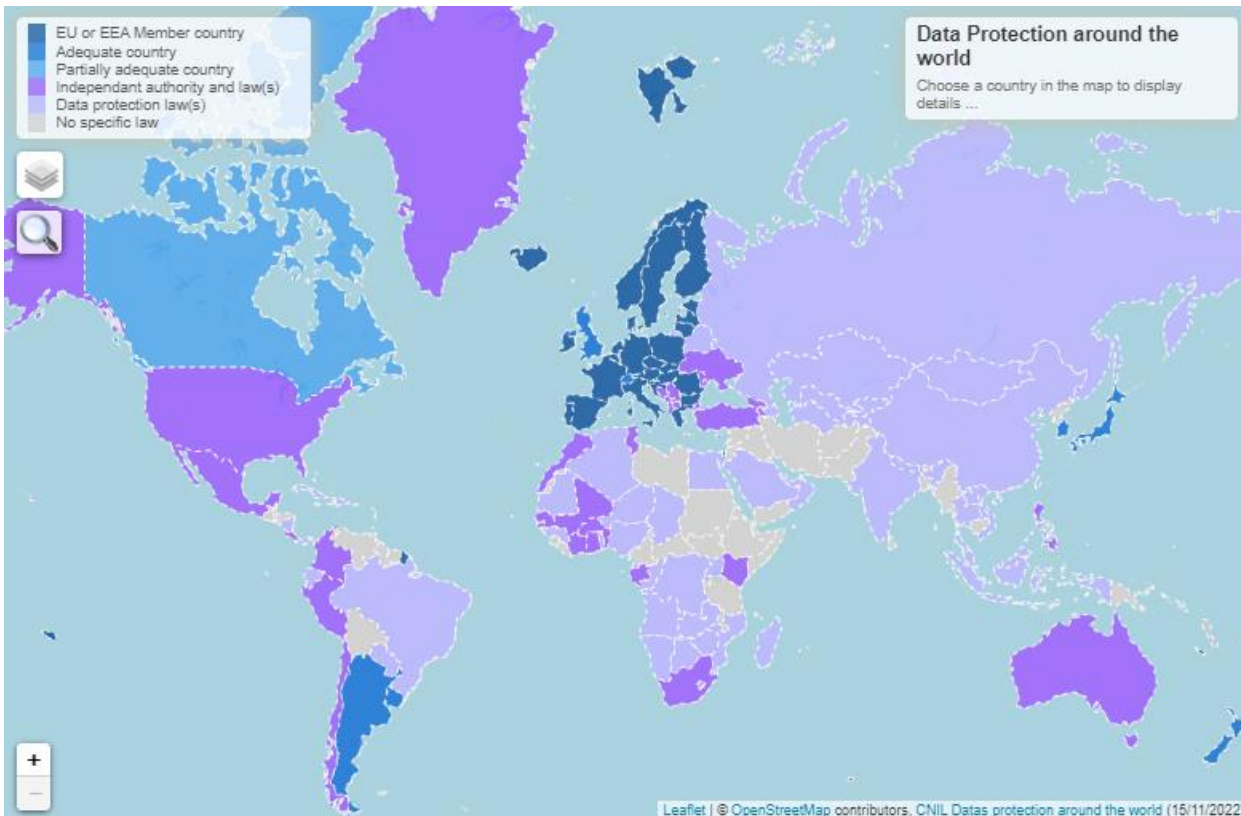 EU or EEA Member country
Adequate country
Partially adequate country
Independant authority and law(s)
Data protection law(s)
No specific law
Data Protection around the
world
Choose a country in the map to display
details ...
+
−
Leaflet | © OpenStreetMap contributors, CNIL Datas protection around the world (15/11/2022